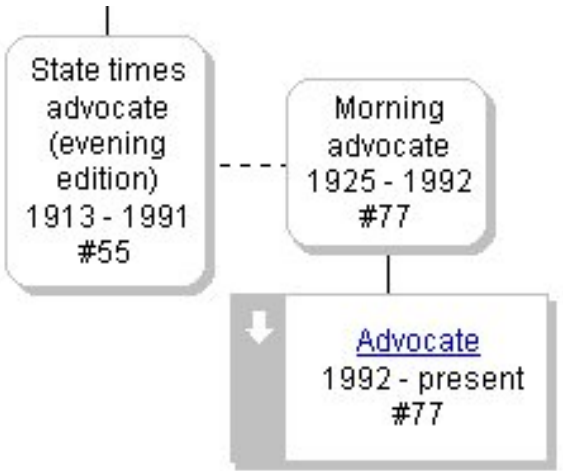 State times
advocate
(evening
edition)
1913 - 1991
#55
Morning
advocate
1925 - 1992
#77
Advocate
1992 - present
#77